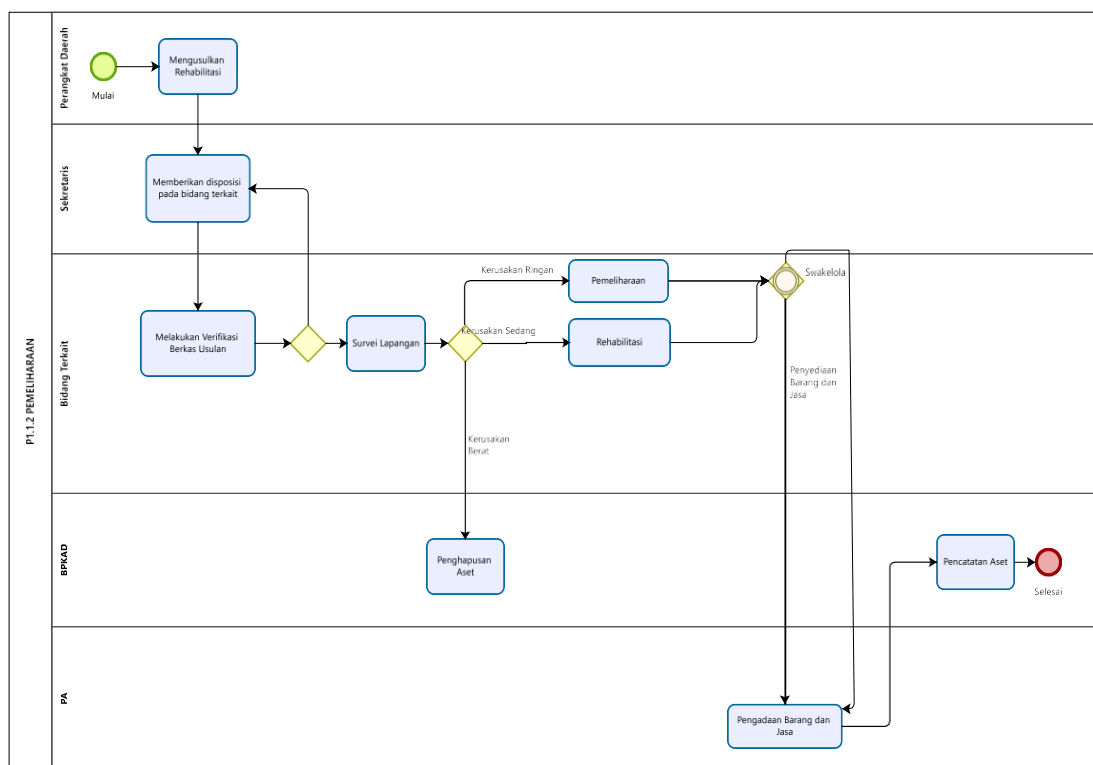 P1.1.2 PEMELIHARAAN
Perangkat Daerah
Mulai
Mengusulkan
Rehabilitasi
Sekretaris
Memberikan disposisi
pada bidang terkait
Bidang Terkait
Melakukan Verifikasi
Berkas Usulan
Survei Lapangan
Kerusakan Ringan
Kerusakan Sedang
Kerusakan
Berat
Pemeliharaan
Rehabilitasi
Swakelola
Penyediaan
Barang dan
Jasa
BPKAD
Penghapusan
Aset
Pencatatan Aset
Selesai
PA
Pengadaan Barang dan
Jasa